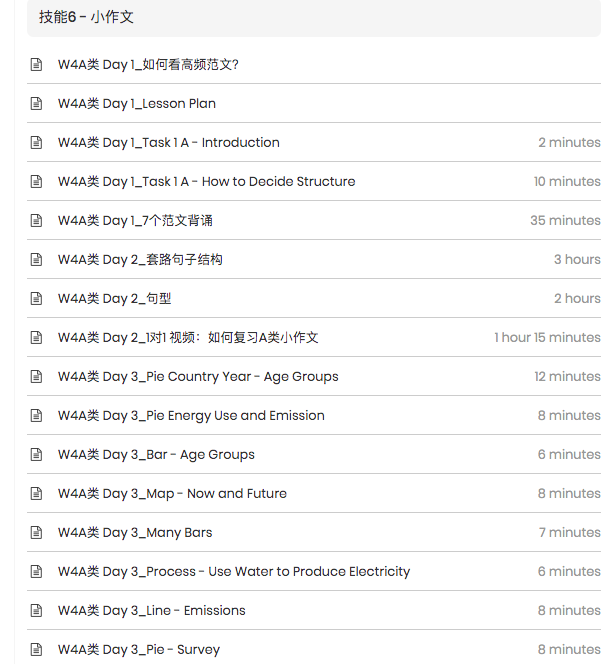 技能6 - 小作文
W4A类 Day 1_如何看高频范文?
W4A类 Day 1_Lesson Plan
W4A类 Day 1_Task 1 A - Introduction 2 minutes
W4A类 Day 1_Task 1 A - How to Decide Structure 10 minutes
W4A类 Day 1_7个范文背诵 35 minutes
W4A类 Day 2_套路句子结构 3 hours
W4A类 Day 2_句型 2 hours
W4A类 Day 2_1对1 视频：如何复习A类小作文 1 hour 15 minutes
W4A类 Day 3_Pie Country Year - Age Groups 12 minutes
W4A类 Day 3_Pie Energy Use and Emission 8 minutes
W4A类 Day 3_Bar - Age Groups 6 minutes
W4A类 Day 3_Map - Now and Future 8 minutes
W4A类 Day 3_Many Bars 7 minutes
W4A类 Day 3_Process - Use Water to Produce Electricity 6 minutes
W4A类 Day 3_Line - Emissions 8 minutes
W4A类 Day 3_Pie - Survey 8 minutes